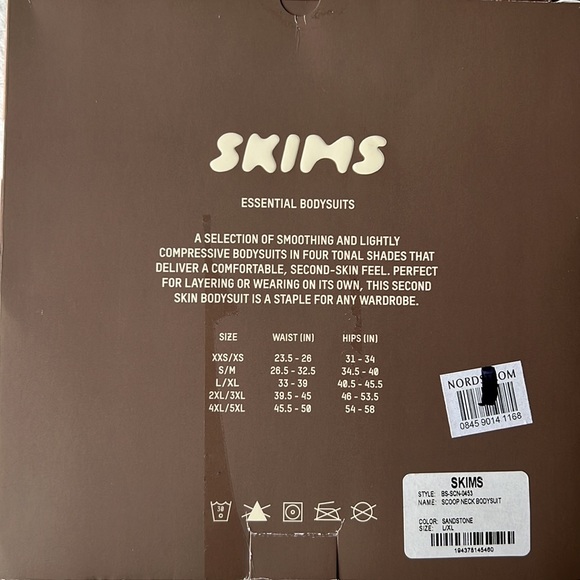 SKIMS
ESSENTIAL BODYSUITS
A SELECTION OF SMOOTHING AND LIGHTLY
COMPRESSIVE BODYSUITS IN FOUR TONAL SHADES THAT
DELIVER A COMFORTABLE, SECOND-SKIN FEEL. PERFECT
FOR LAYERING OR WEARING ON ITS OWN, THIS SECOND
SKIN BODYSUIT IS A STAPLE FOR ANY WARDROBE.
SIZE WAIST (IN) HIPS (IN)
XXS/XS 23.5 - 26 31 - 34
S/M 26.5 - 32.5 34.5 - 40
L/XL 33 - 39 40.5 - 45.5
2XL/3XL 39.5 - 45 46 - 53.5
4XL/5XL 45.5 - 50 54 - 58
0845 9014 1168
30
SKIMS
STYLE: BS-SCN-0453
NAME: SCOOP NECK BODYSUIT
COLOR: SANDSTONE
SIZE: L/XL
194378145460